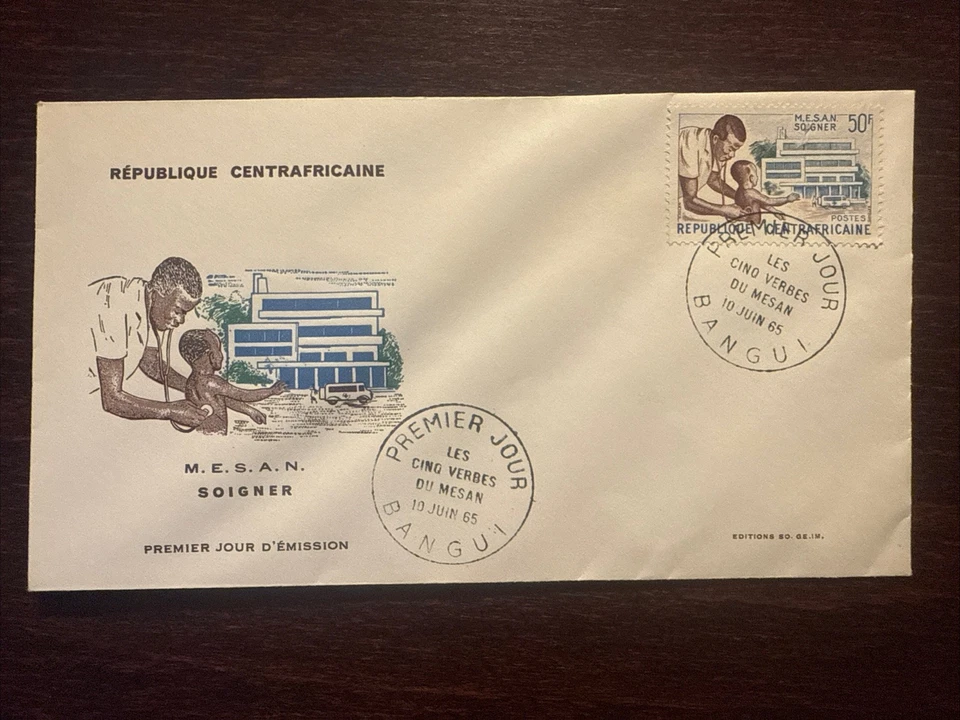 RÉPUBLIQUE CENTRAFRICAINE
M.E.S.A.N.
SOIGNER
50F
POSTES
REPUBLIQUE CENTRAFRICAINE
PREMIER JOUR
LES
CINQ VERBES
DU MESAN
10 JUIN 65
BANGUI
M. E. S. A. N.
SOIGNER
PREMIER JOUR D'ÉMISSION
PREMIER JOUR
LES
CINQ VERBES
DU MESAN
10 JUIN 65
BANGUI
EDITIONS SO. GE.IM.